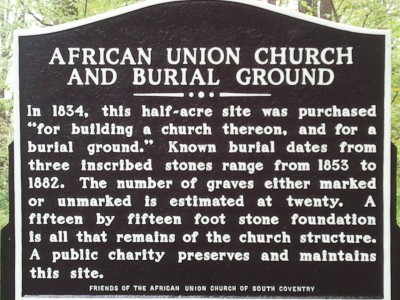 AFRICAN UNION CHURCH
AND BURIAL GROUND
In 1834, this half-acre site was purchased
"for building a church thereon, and for a
burial ground." Known burial dates from
three inscribed stones range from 1853 to
1882. The number of graves either marked
or unmarked is estimated at twenty. A
fifteen by fifteen foot stone foundation
is all that remains of the church structure.
A public charity preserves and maintains
this site.
FRIENDS OF THE AFRICAN UNION CHURCH OF SOUTH COVENTRY